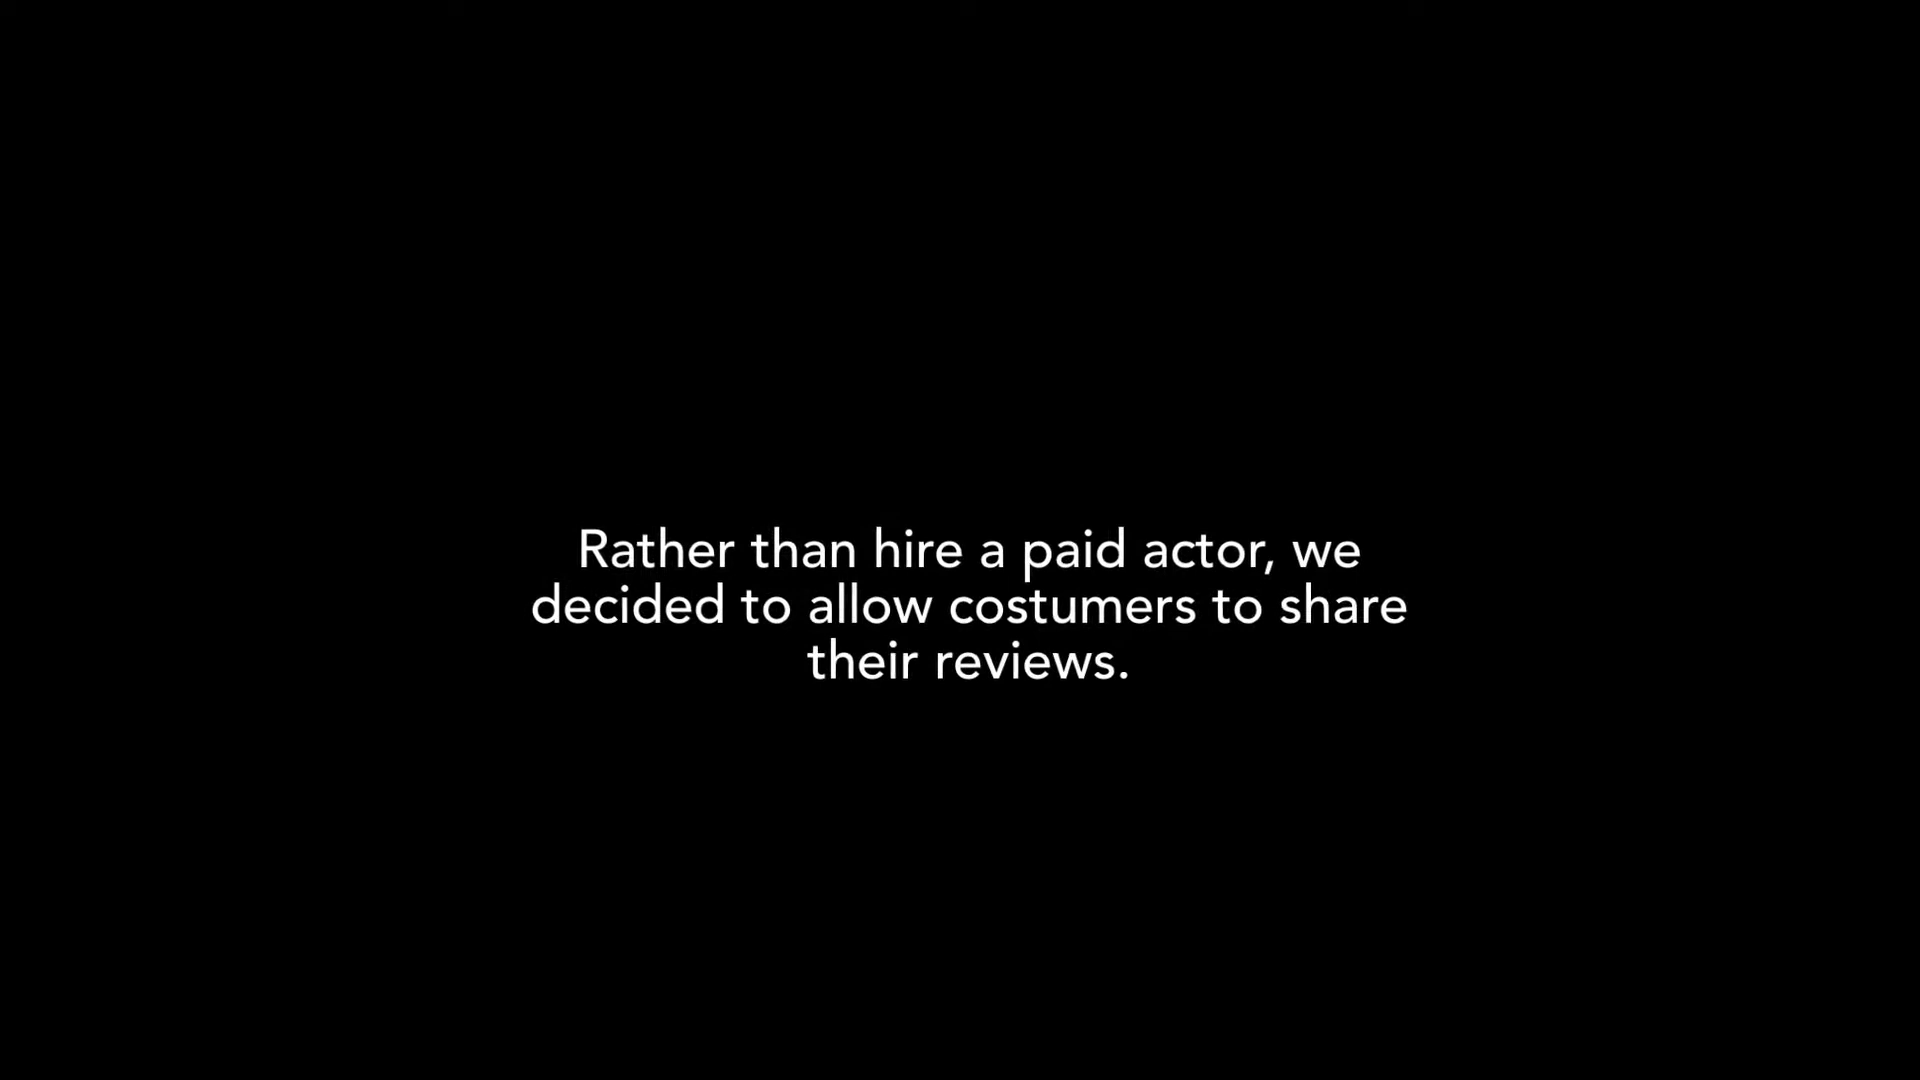 Rather than hire a paid actor, we
decided to allow costumers to share
their reviews.